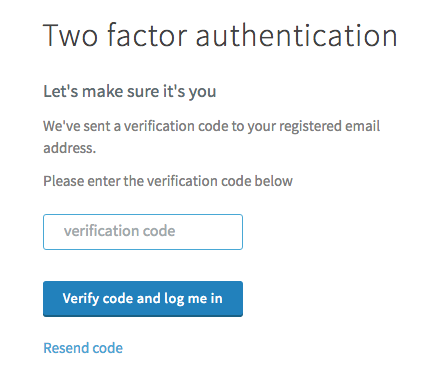 Two factor authentication
Let's make sure it's you
We've sent a verification code to your registered email
address.
Please enter the verification code below
verification code
Verify code and log me in
Resend code